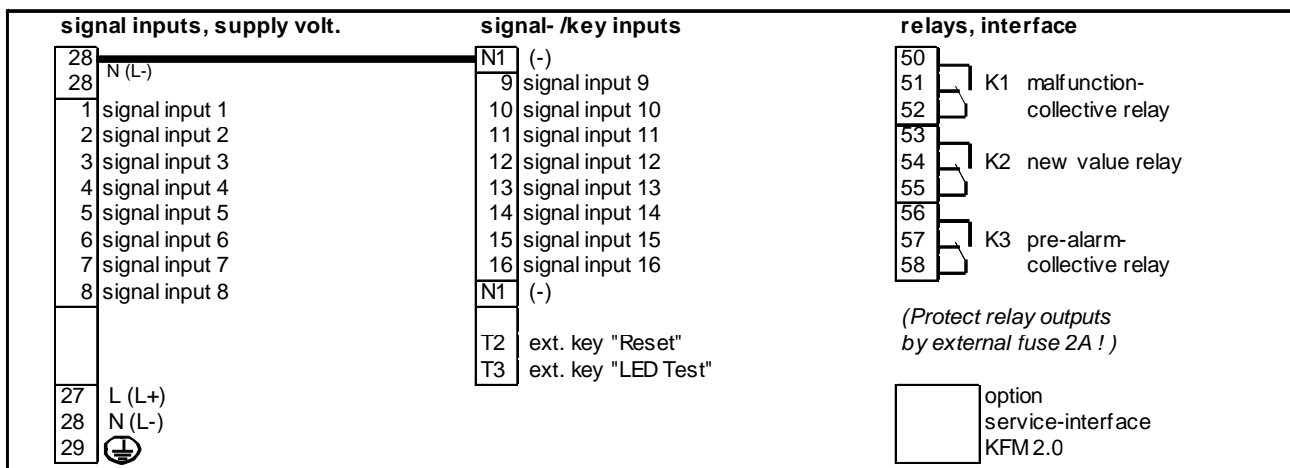 signal inputs, supply volt.
28
N (L-)
28
1 signal input 1
2 signal input 2
3 signal input 3
4 signal input 4
5 signal input 5
6 signal input 6
7 signal input 7
8 signal input 8
27 L (L+)
28 N (L-)
29
signal- /key inputs
N1 (-)
9 signal input 9
10 signal input 10
11 signal input 11
12 signal input 12
13 signal input 13
14 signal input 14
15 signal input 15
16 signal input 16
N1 (-)
T2 ext. key "Reset"
T3 ext. key "LED Test"
relays, interface
50
51 K1 malfunction-
52 collective relay
53
54 K2 new value relay
55
56
57 K3 pre-alarm-
58 collective relay
(Protect relay outputs
by external fuse 2A ! )
option
service-interface
KFM 2.0